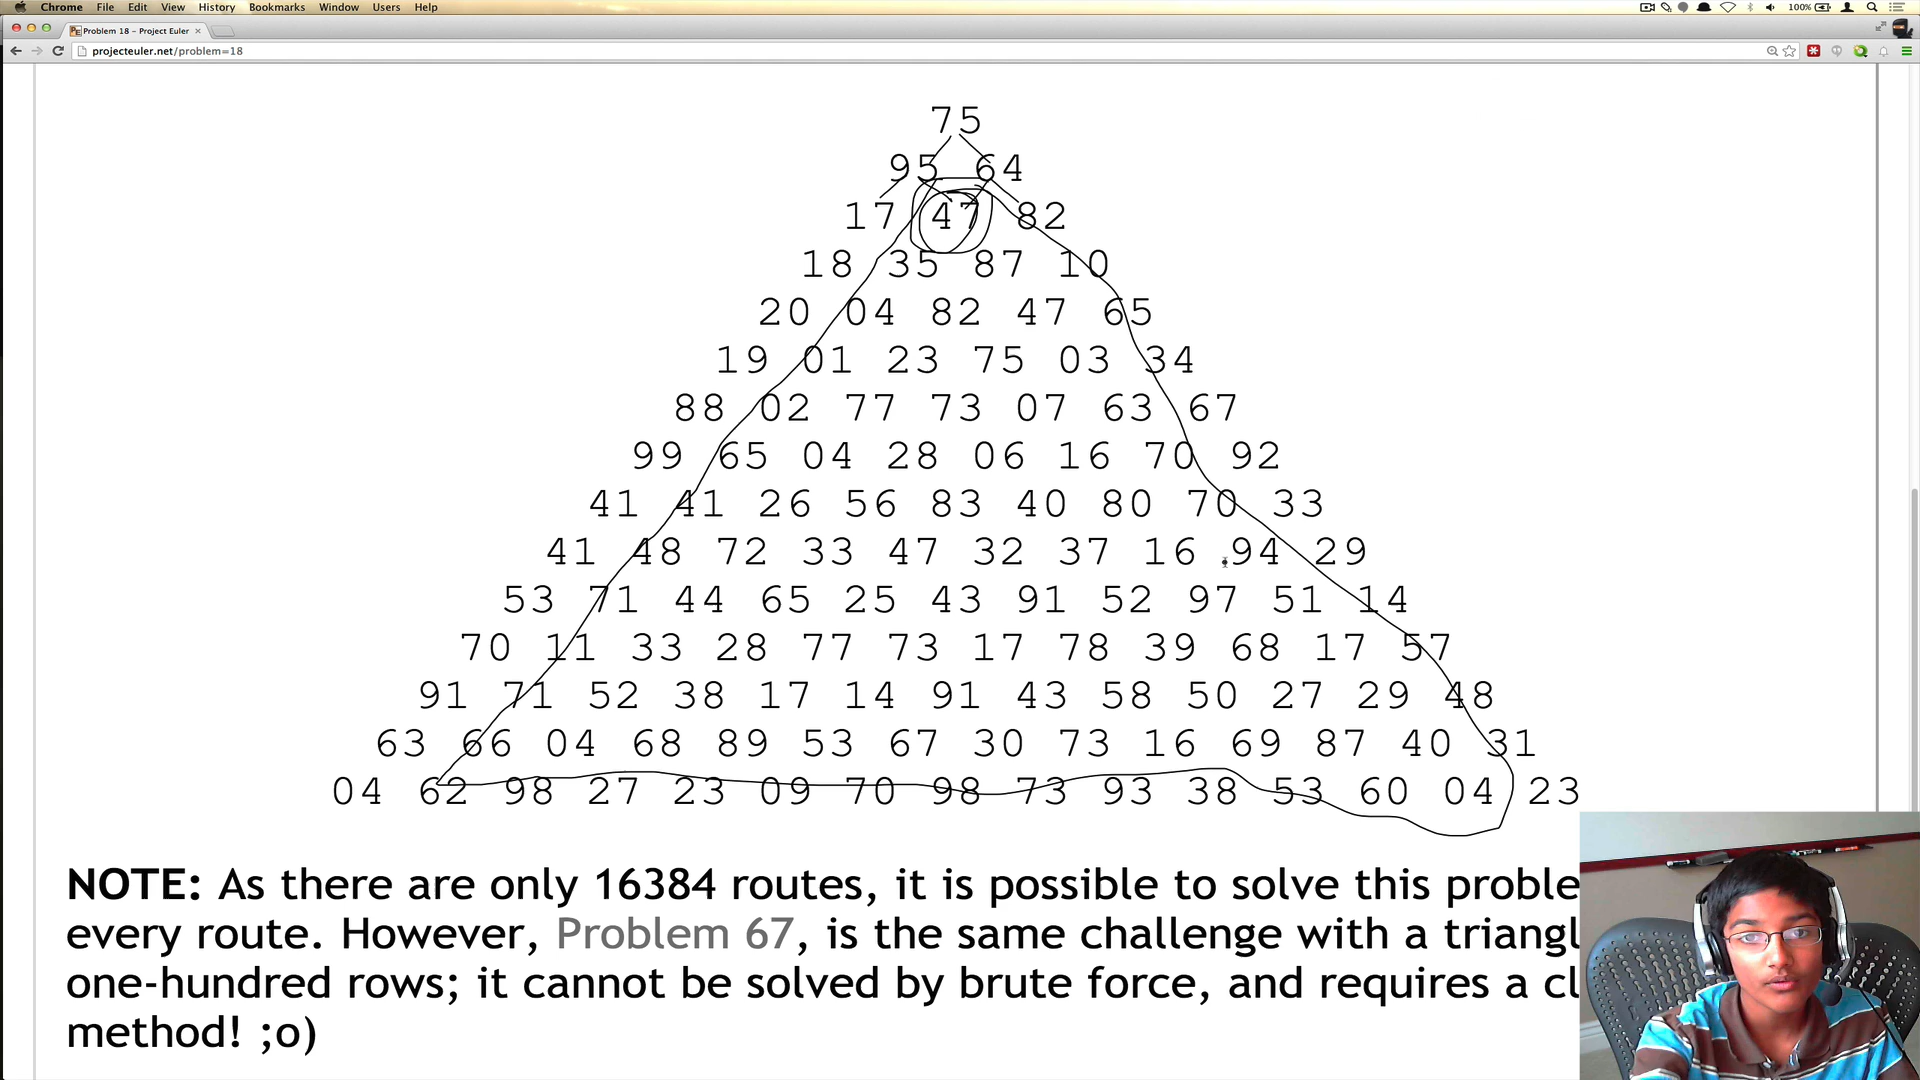 Chrome File Edit View History Bookmarks Window Users Help 100%
Problem 18 - Project Euler
projecteuler.net/problem=18
75
95 64
17 47 82
18 35 87 10
20 04 82 47 65
19 01 23 75 03 34
88 02 77 73 07 63 67
99 65 04 28 06 16 70 92
41 41 26 56 83 40 80 70 33
41 48 72 33 47 32 37 16 94 29
53 71 44 65 25 43 91 52 97 51 14
70 11 33 28 77 73 17 78 39 68 17 57
91 71 52 38 17 14 91 43 58 50 27 29 48
63 66 04 68 89 53 67 30 73 16 69 87 40 31
04 62 98 27 23 09 70 98 73 93 38 53 60 04 23
NOTE: As there are only 16384 routes, it is possible to solve this proble
every route. However, Problem 67, is the same challenge with a triangl
one-hundred rows; it cannot be solved by brute force, and requires a cl
method! ;o)